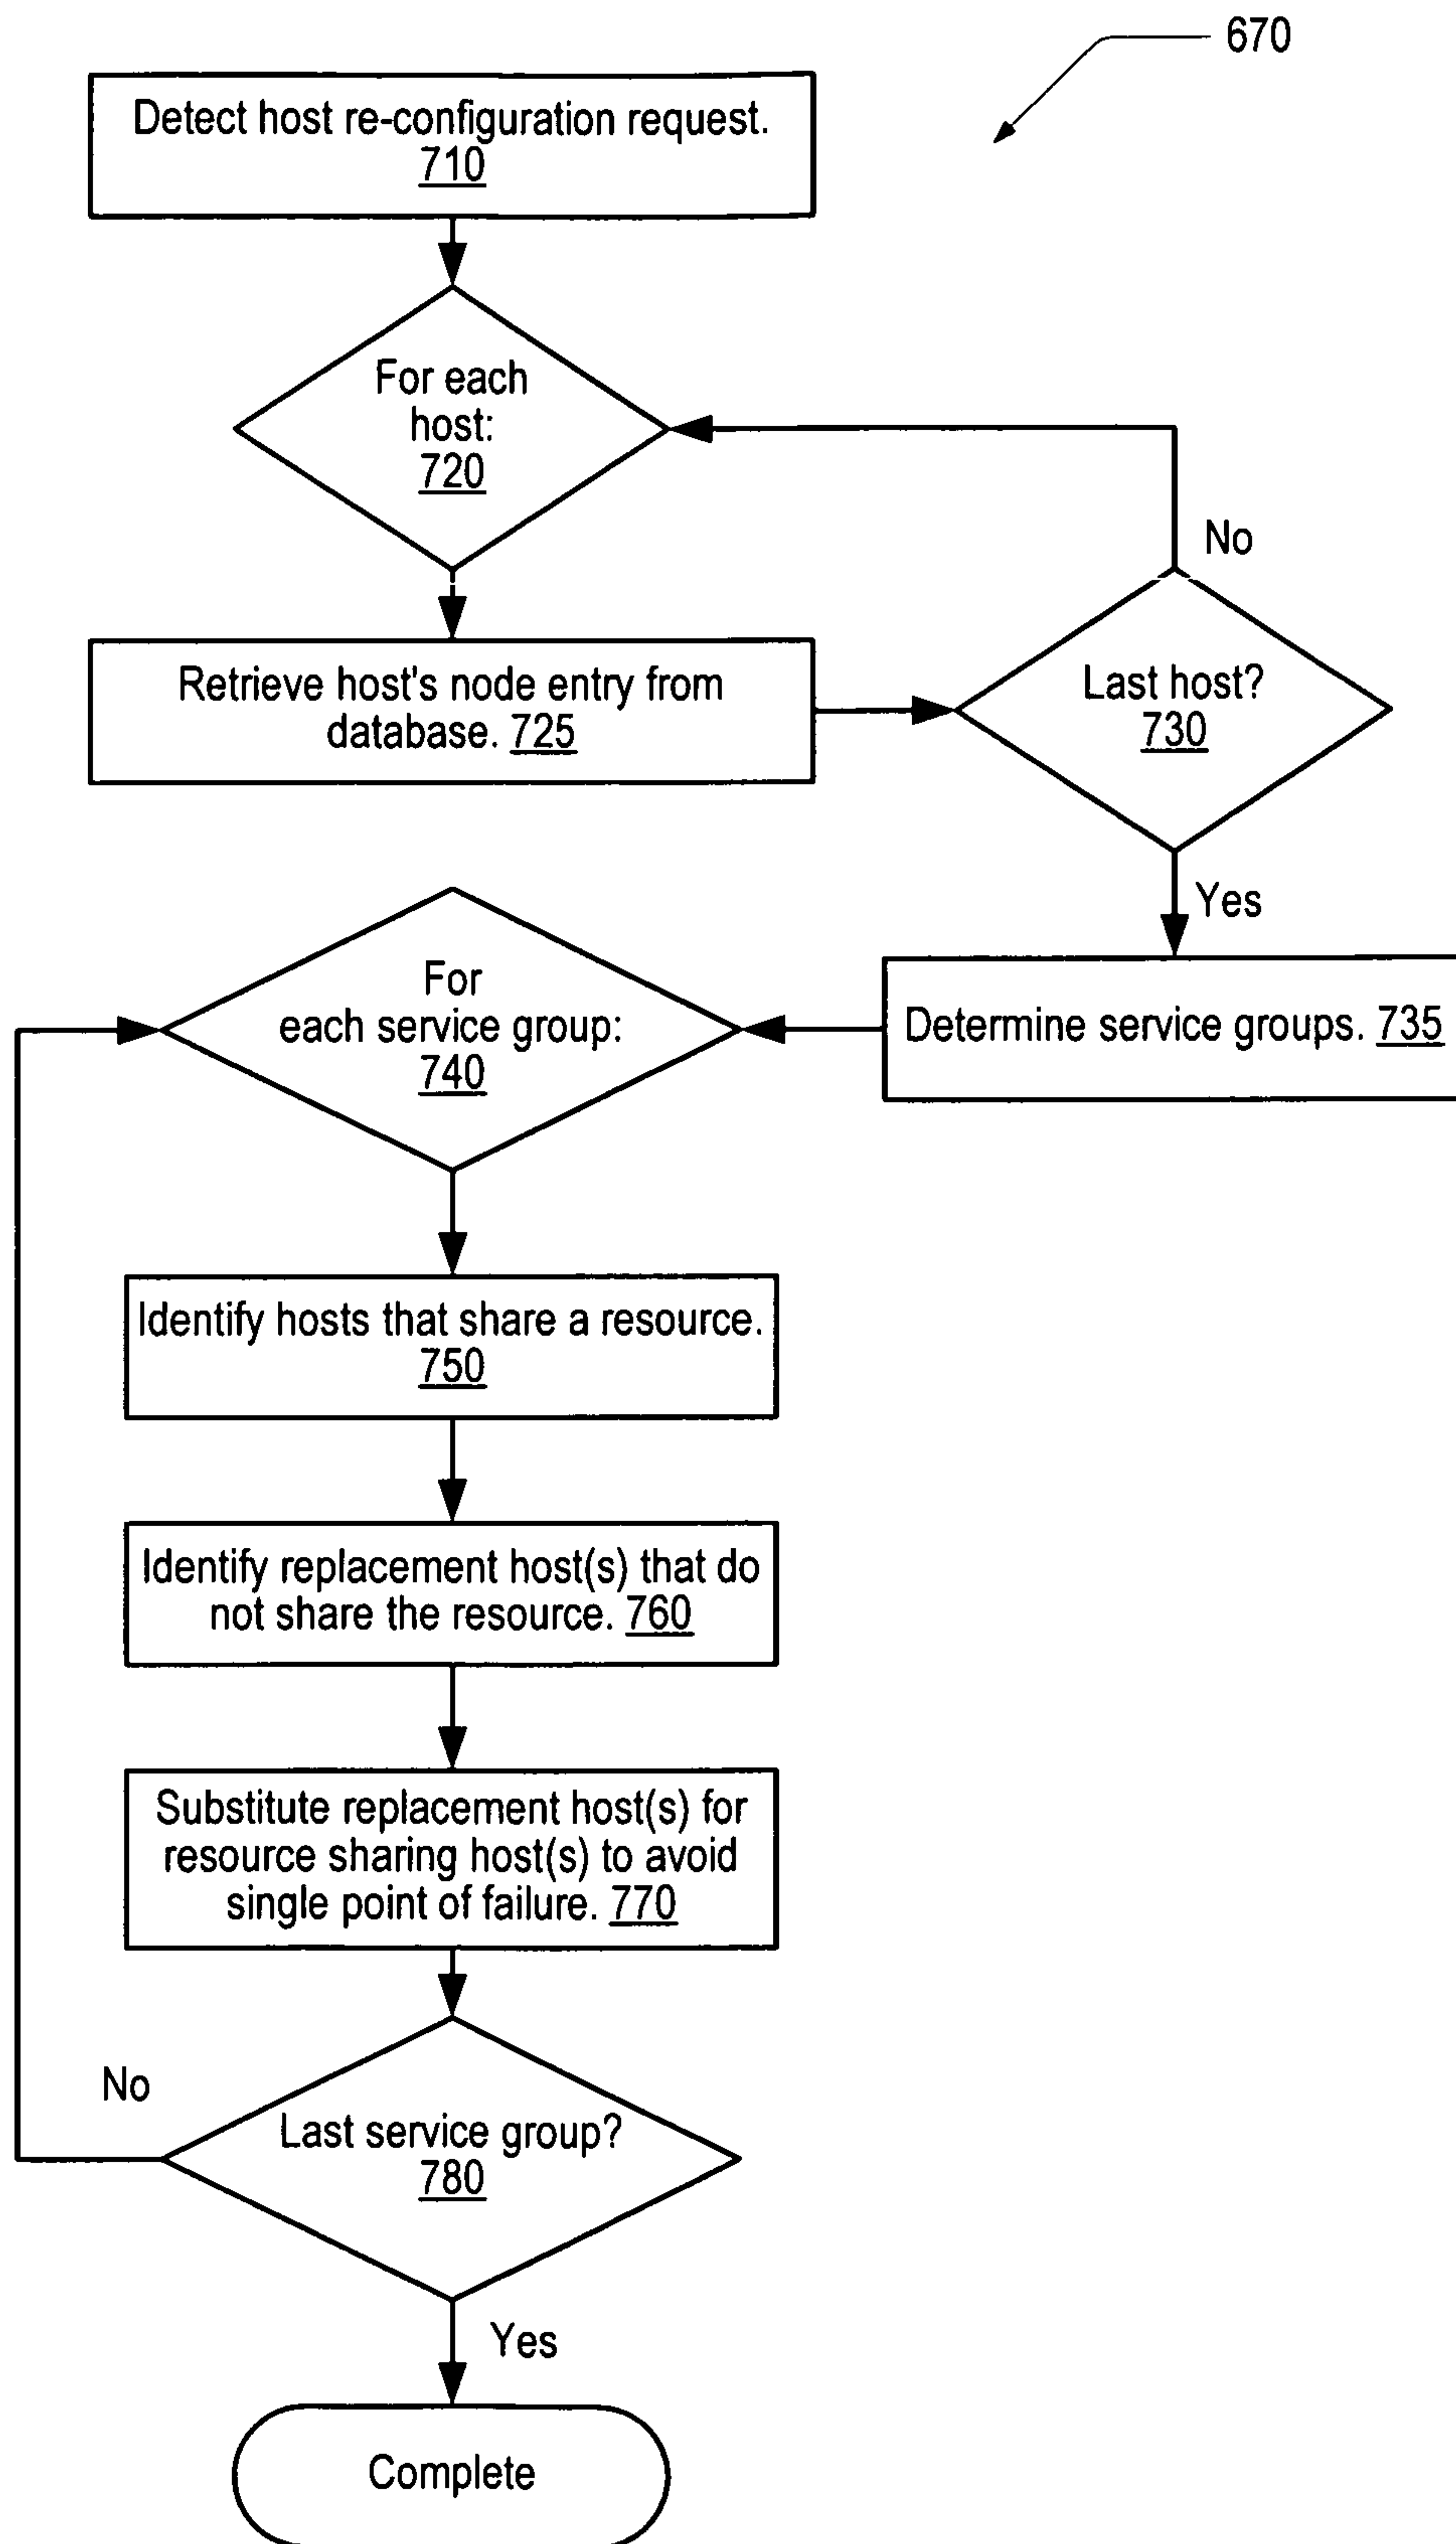 670
Detect host re-configuration request.
710
For each
host:
720
No
Retrieve host's node entry from
database. 725
Last host?
730
Yes
For
each service group:
740
Determine service groups. 735
Identify hosts that share a resource.
750
Identify replacement host(s) that do
not share the resource. 760
Substitute replacement host(s) for
resource sharing host(s) to avoid
single point of failure. 770
No
Last service group?
780
Yes
Complete